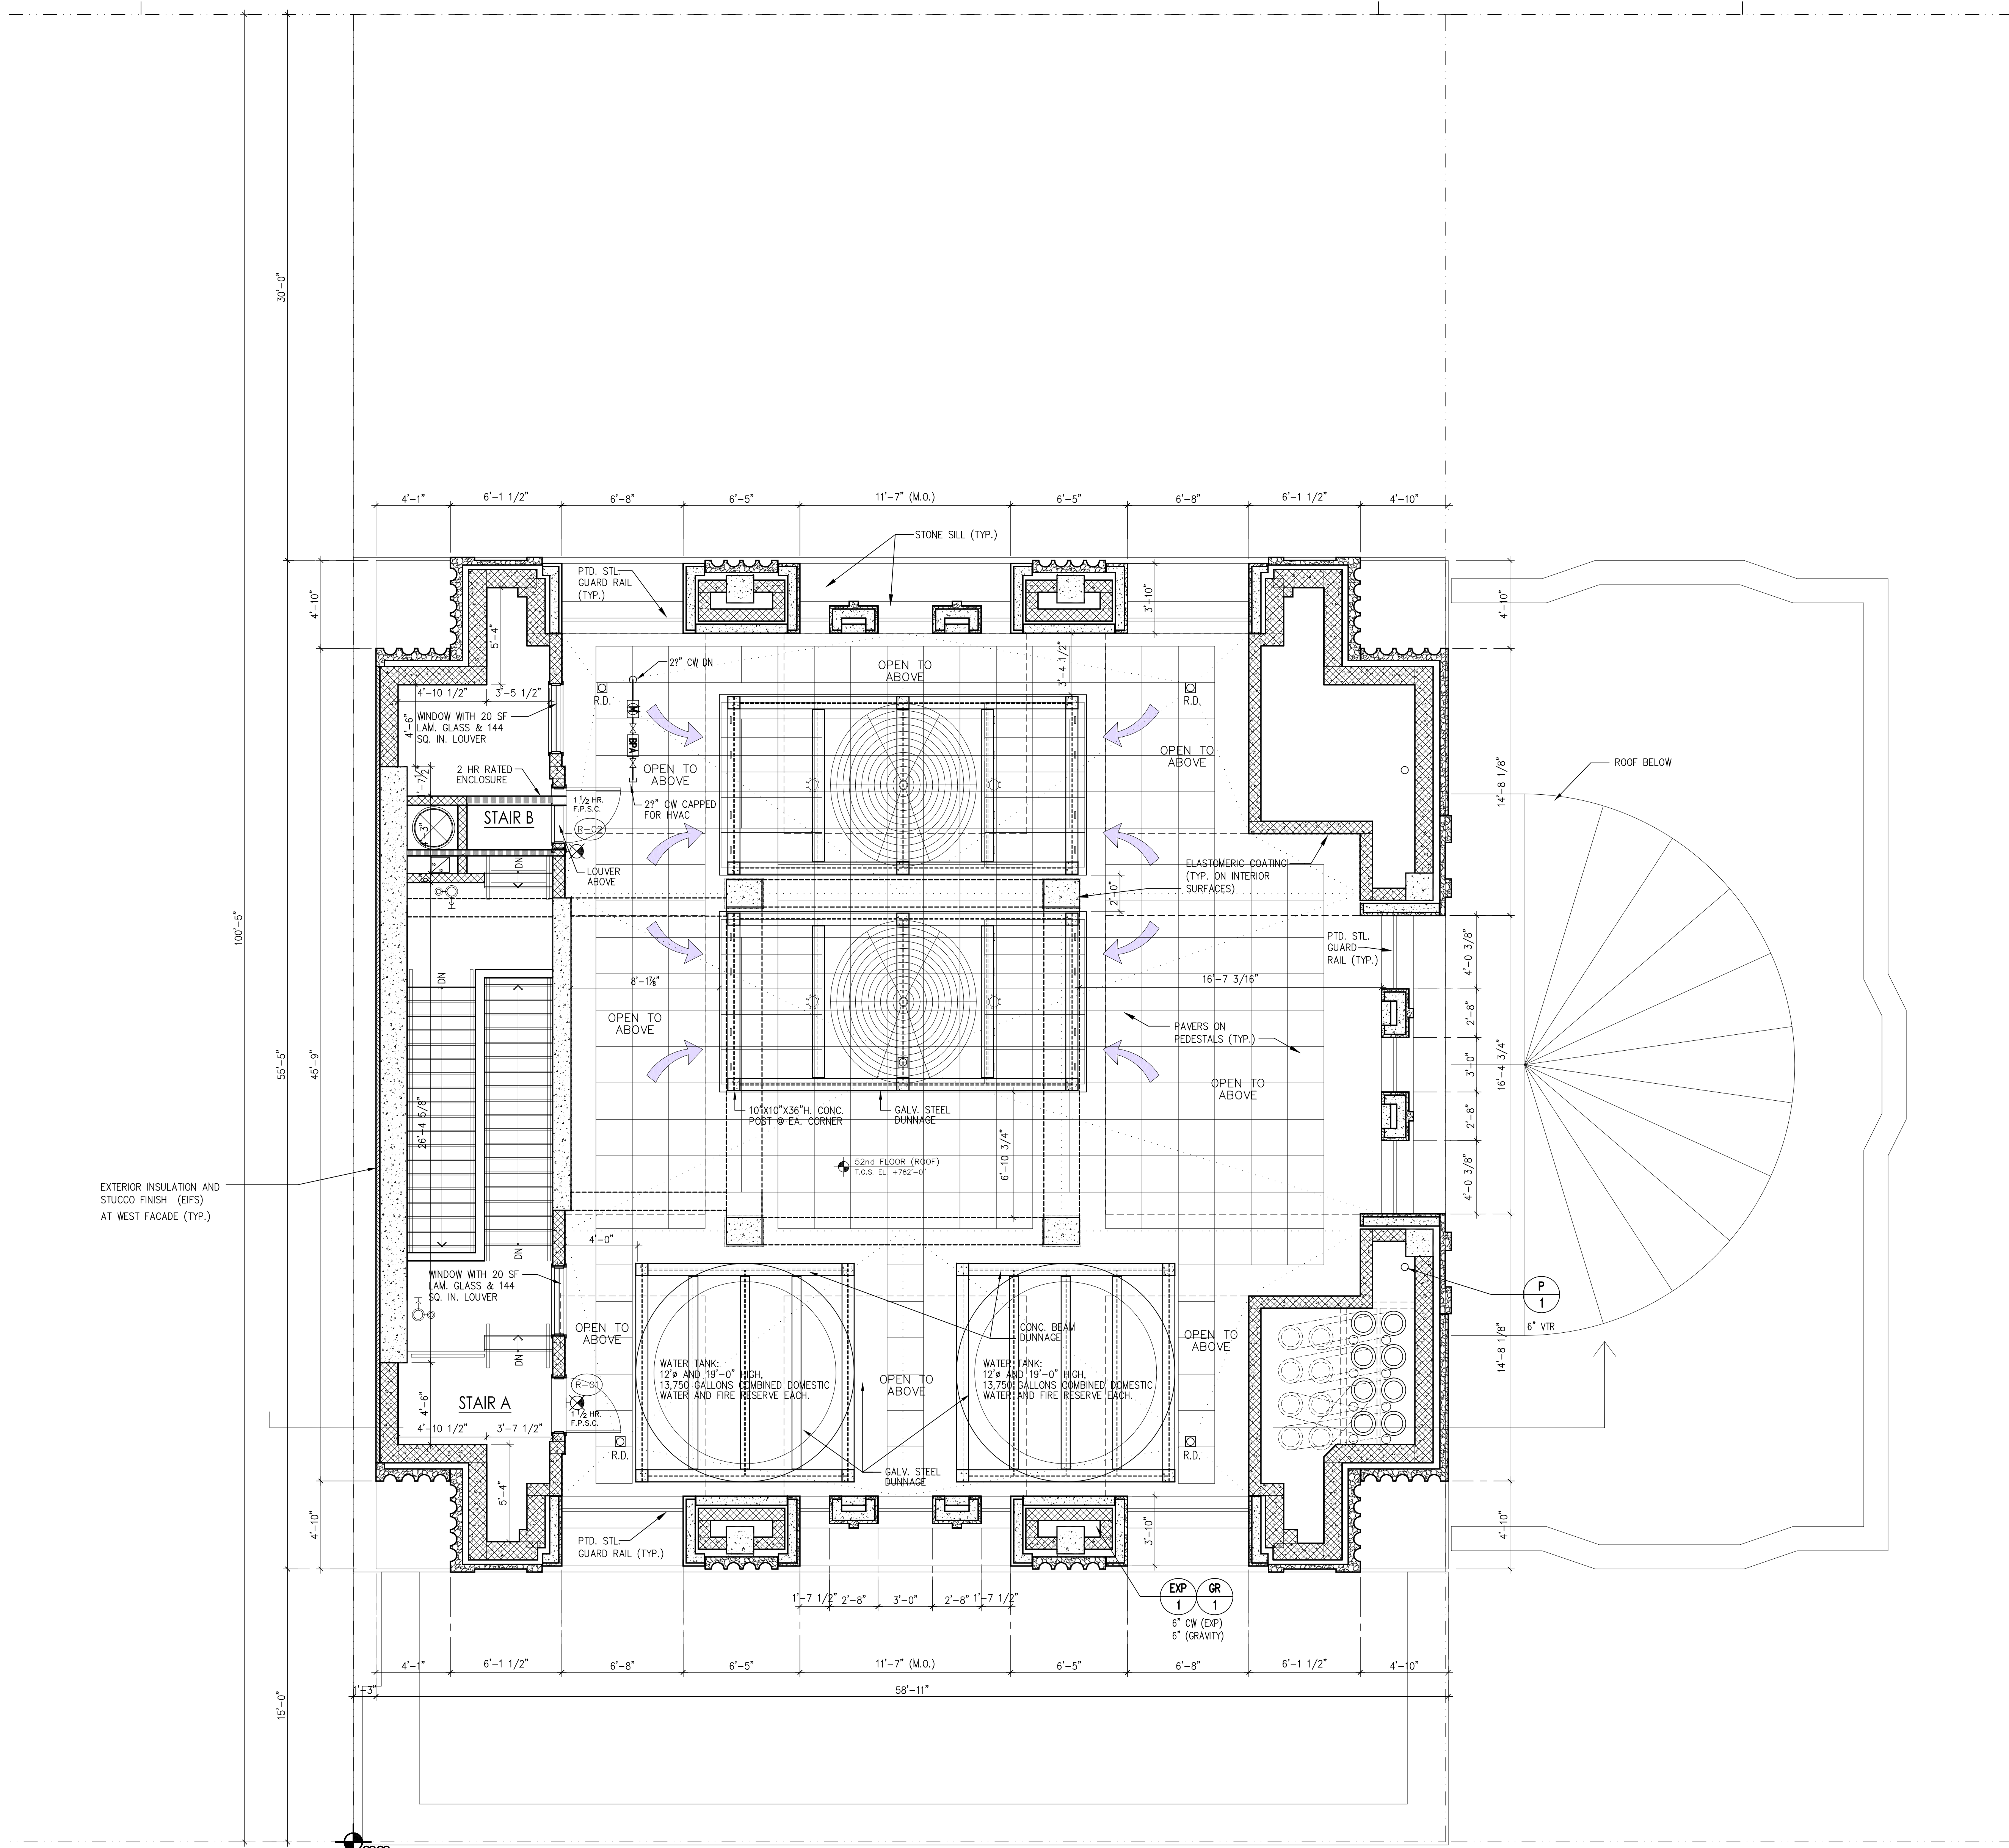 30'-0"
100'-5"
55'-5"
45'-9"
4'-10"
4'-10"
15'-0"
4'-1"
6'-1 1/2"
6'-8"
6'-5"
11'-7" (M.O.)
6'-5"
6'-8"
6'-1 1/2"
4'-10"
STONE SILL (TYP.)
PTD. STL.
GUARD RAIL
(TYP.)
3'-10"
5'-4"
4'-10"
2?" CW DN
OPEN TO
ABOVE
3'-4 1/2"
4'-10 1/2"
3'-5 1/2"
R.D.
R.D.
4'-6"
WINDOW WITH 20 SF
LAM. GLASS & 144
SQ. IN. LOUVER
M
BPA
OPEN TO
ABOVE
OPEN TO
ABOVE
ROOF BELOW
2 HR RATED
ENCLOSURE
14'-8 1/8"
1 1/2 HR.
F.P.S.C.
2?" CW CAPPED
FOR HVAC
STAIR B
4'-3"
R-02
DN
LOUVER
ABOVE
ELASTOMERIC COATING
(TYP. ON INTERIOR
SURFACES)
2'-0"
PTD. STL.
GUARD
RAIL (TYP.)
4'-0 3/8"
DN
8'-1⅞"
16'-7 3/16"
OPEN TO
ABOVE
PAVERS ON
PEDESTALS (TYP.)
2'-8"
3'-0"
16'-4 3/4"
OPEN TO
ABOVE
10"X10"X36"H. CONC.
POST @ EA. CORNER
GALV. STEEL
DUNNAGE
2'-8"
26'-4 5/8"
52nd FLOOR (ROOF)
T.O.S. EL. +782'-0"
6'-10 3/4"
4'-0 3/8"
EXTERIOR INSULATION AND
STUCCO FINISH (EIFS)
AT WEST FACADE (TYP.)
4'-0"
DN
WINDOW WITH 20 SF
LAM. GLASS & 144
SQ. IN. LOUVER
P
1
6" VTR
OPEN TO
ABOVE
CONC. BEAM
DUNNAGE
OPEN TO
ABOVE
DN
14'-8 1/8"
WATER TANK:
12'ø AND 19'-0" HIGH,
13,750 GALLONS COMBINED DOMESTIC
WATER AND FIRE RESERVE EACH.
OPEN TO
ABOVE
WATER TANK:
12'ø AND 19'-0" HIGH,
13,750 GALLONS COMBINED DOMESTIC
WATER AND FIRE RESERVE EACH.
R-01
STAIR A
4'-6"
1 1/2 HR.
F.P.S.C.
4'-10 1/2"
3'-7 1/2"
R.D.
R.D.
GALV. STEEL
DUNNAGE
5'-4"
PTD. STL.
GUARD RAIL (TYP.)
3'-10"
4'-10"
1'-7 1/2"
2'-8"
3'-0"
2'-8"
1'-7 1/2"
EXP
1
GR
1
6" CW (EXP)
6" (GRAVITY)
4'-1"
6'-1 1/2"
6'-8"
6'-5"
11'-7" (M.O.)
6'-5"
6'-8"
6'-1 1/2"
4'-10"
1'-3"
58'-11"